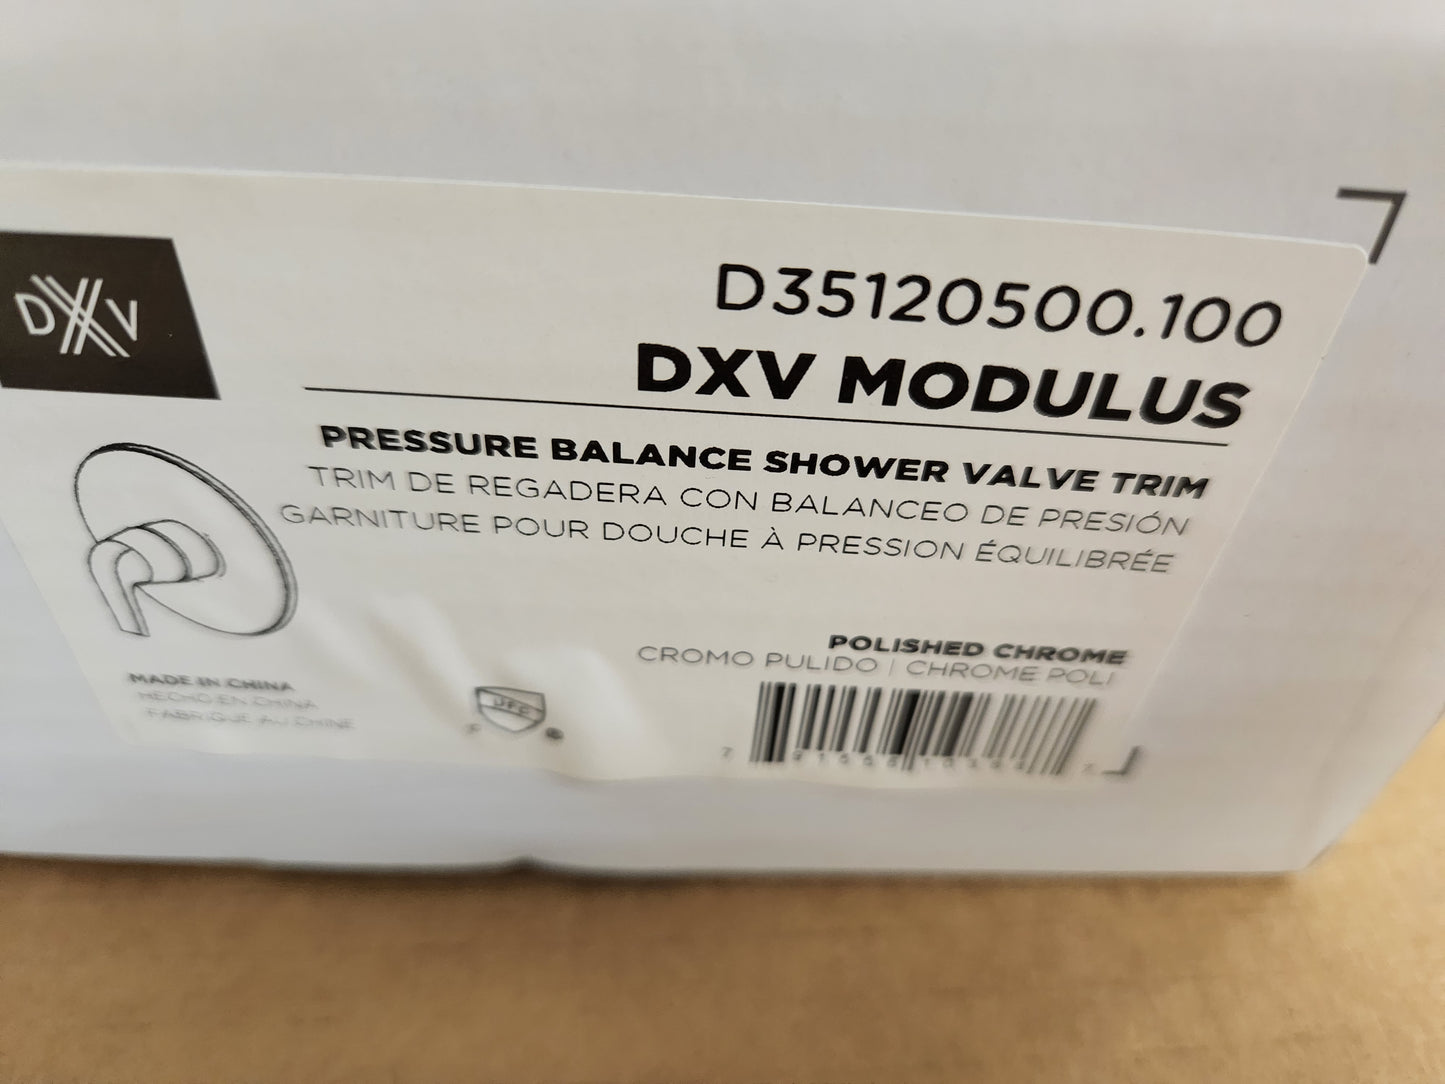 DXV
D35120500.100
DXV MODULUS
PRESSURE BALANCE SHOWER VALVE TRIM
TRIM DE REGADERA CON BALANCEO DE PRESIÓN
GARNITURE POUR DOUCHE À PRESSION ÉQUILIBRÉE
POLISHED CHROME
CROMO PULIDO | CHROME POLI
MADE IN CHINA
HECHO EN CHINA
FABRIQUÉ AU CHINE
UPC